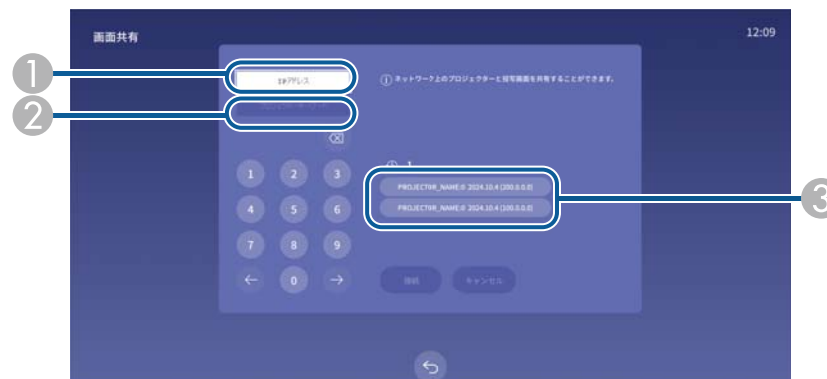 画面共有
12:09
1
IPアドレス
ネットワーク上のプロジェクターと投写画面を共有することができます。
2
1 2 3
PROJECTOR_NAME:0 2024.10.4 (100.0.0.0)
4 5 6
PROJECTOR_NAME:0 2024.10.4 (100.0.0.0)
3
7 8 9
← 0 →
接続
キャンセル